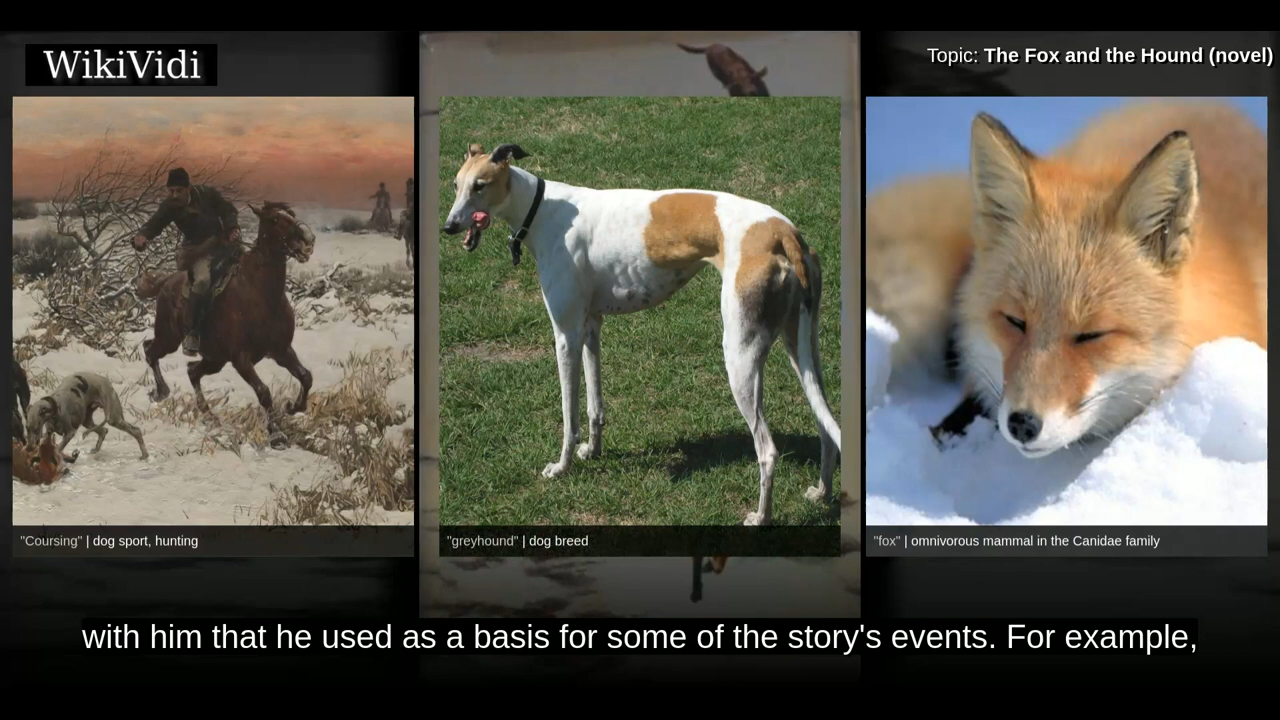 WikiVidi
Topic: The Fox and the Hound (novel)
"Coursing" | dog sport, hunting
"greyhound" | dog breed
"fox" | omnivorous mammal in the Canidae family
with him that he used as a basis for some of the story's events. For example,